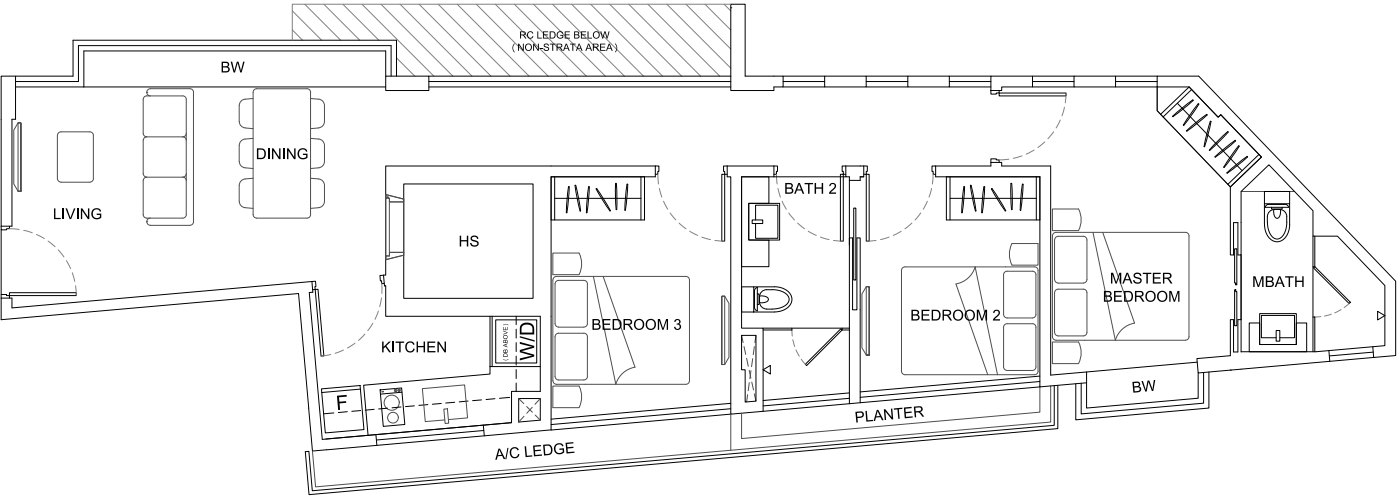 RC LEDGE BELOW
(NON-STRATA AREA)
BW
DINING
LIVING
BATH 2
HS
MASTER
BEDROOM
MBATH
BEDROOM 3
BEDROOM 2
KITCHEN
(DB ABOVE)
W/D
F
BW
PLANTER
A/C LEDGE